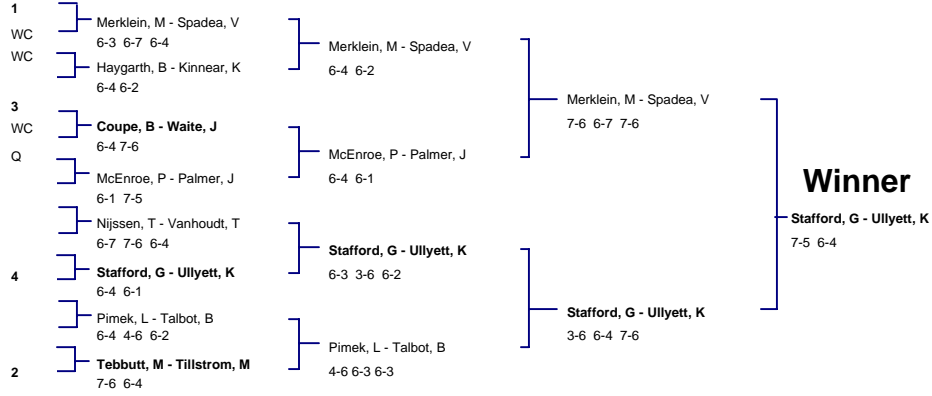 1
WC
WC
3
WC
Q
4
2
Merklein, M - Spadea, V
6-3 6-7 6-4
Haygarth, B - Kinnear, K
6-4 6-2
Coupe, B - Waite, J
6-4 7-6
McEnroe, P - Palmer, J
6-1 7-5
Nijssen, T - Vanhoudt, T
6-7 7-6 6-4
Stafford, G - Ullyett, K
6-4 6-1
Pimek, L - Talbot, B
6-4 4-6 6-2
Tebbutt, M - Tillstrom, M
7-6 6-4
Merklein, M - Spadea, V
6-4 6-2
McEnroe, P - Palmer, J
6-4 6-1
Stafford, G - Ullyett, K
6-3 3-6 6-2
Pimek, L - Talbot, B
4-6 6-3 6-3
Merklein, M - Spadea, V
7-6 6-7 7-6
Stafford, G - Ullyett, K
3-6 6-4 7-6
Winner
Stafford, G - Ullyett, K
7-5 6-4